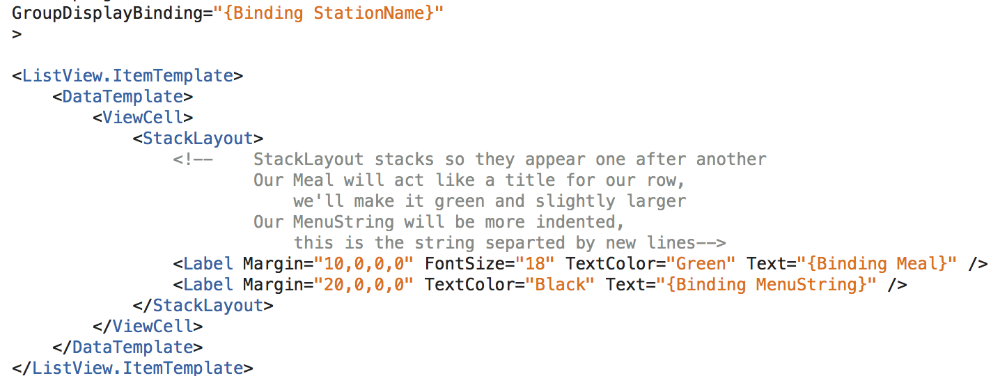 GroupDisplayBinding="{Binding StationName}"
>
<ListView.ItemTemplate>
<DataTemplate>
<ViewCell>
<StackLayout>
<!-- StackLayout stacks so they appear one after another
Our Meal will act like a title for our row,
we'll make it green and slightly larger
Our MenuString will be more indented,
this is the string separted by new lines-->
<Label Margin="10,0,0,0" FontSize="18" TextColor="Green" Text="{Binding Meal}" />
<Label Margin="20,0,0,0" TextColor="Black" Text="{Binding MenuString}" />
</StackLayout>
</ViewCell>
</DataTemplate>
</ListView.ItemTemplate>